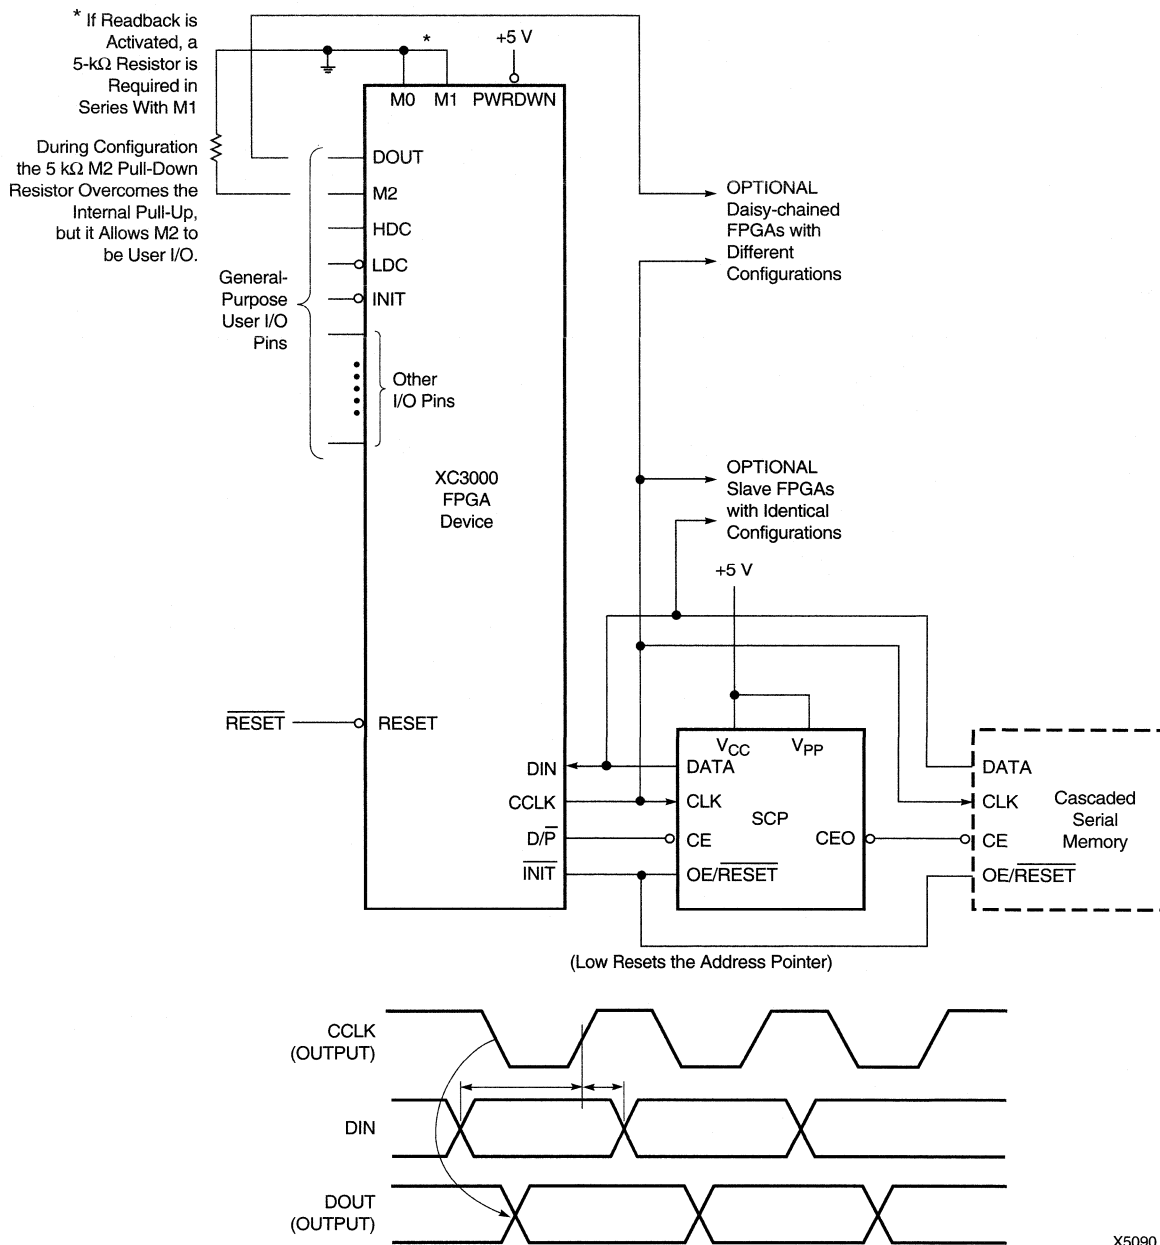 * If Readback is
Activated, a
5-kΩ Resistor is
Required in
Series With M1
*
+5 V
M0 M1 PWRDWN
During Configuration
the 5 kΩ M2 Pull-Down
Resistor Overcomes the
Internal Pull-Up,
but it Allows M2 to
be User I/O.
DOUT
M2
HDC
LDC
INIT
General-
Purpose
User I/O
Pins
Other
I/O Pins
XC3000
FPGA
Device
OPTIONAL
Daisy-chained
FPGAs with
Different
Configurations
OPTIONAL
Slave FPGAs
with Identical
Configurations
+5 V
RESET
RESET
DIN
CCLK
D/P
INIT
VCC VPP
DATA
CLK
SCP
CE
CEO
OE/RESET
DATA
CLK
CE
OE/RESET
Cascaded
Serial
Memory
(Low Resets the Address Pointer)
CCLK
(OUTPUT)
DIN
DOUT
(OUTPUT)
X5090